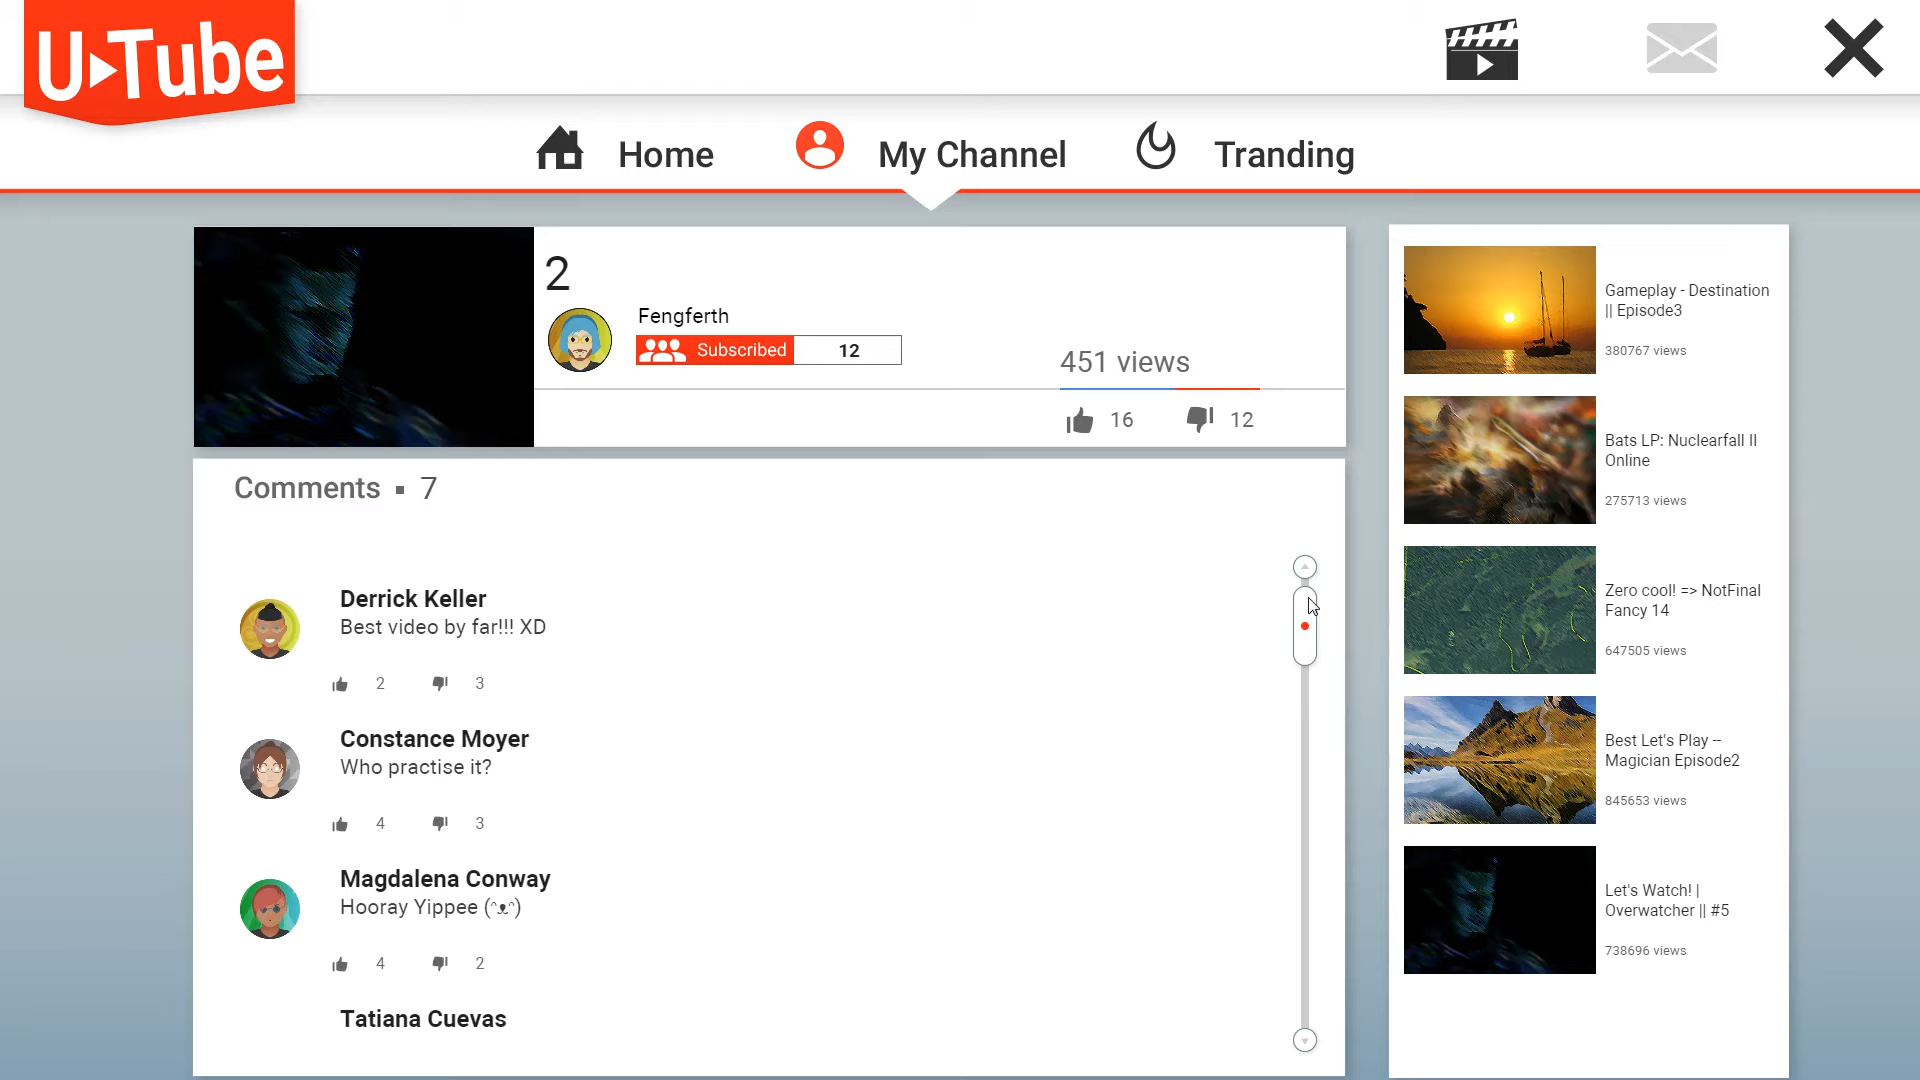 U Tube
Home
My Channel
Tranding
2
Fengferth
Subscribed 12
451 views
16 12
Comments ▪ 7
Derrick Keller
Best video by far!!! XD
2 3
Constance Moyer
Who practise it?
4 3
Magdalena Conway
Hooray Yippee (ᵔᴥᵔ)
4 2
Tatiana Cuevas
Gameplay - Destination
|| Episode3
380767 views
Bats LP: Nuclearfall II
Online
275713 views
Zero cool! => NotFinal
Fancy 14
647505 views
Best Let's Play --
Magician Episode2
845653 views
Let's Watch! |
Overwatcher || #5
738696 views